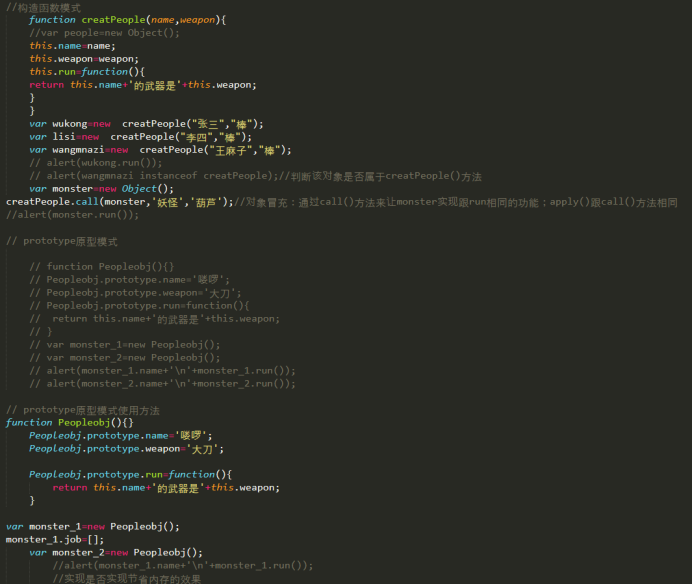 //构造函数模式
function creatPeople(name,weapon){
//var people=new Object();
this.name=name;
this.weapon=weapon;
this.run=function(){
return this.name+'的武器是'+this.weapon;
}
}
var wukong=new  creatPeople("张三","棒");
var lisi=new  creatPeople("李四","棒");
var wangmnazi=new  creatPeople("王麻子","棒");
// alert(wukong.run());
// alert(wangmnazi instanceof creatPeople);//判断该对象是否属于creatPeople()方法
var monster=new Object();
creatPeople.call(monster,'妖怪','葫芦');//对象冒充：通过call()方法来让monster实现跟run相同的功能；apply()跟call()方法相同
//alert(monster.run());
// prototype原型模式
// function Peopleobj(){}
// Peopleobj.prototype.name='喽啰';
// Peopleobj.prototype.weapon='大刀';
// Peopleobj.prototype.run=function(){
//  return this.name+'的武器是'+this.weapon;
// }
// var monster_1=new Peopleobj();
// var monster_2=new Peopleobj();
// alert(monster_1.name+'\n'+monster_1.run());
// alert(monster_2.name+'\n'+monster_2.run());
// prototype原型模式使用方法
function Peopleobj(){}
Peopleobj.prototype.name='喽啰';
Peopleobj.prototype.weapon='大刀';
Peopleobj.prototype.run=function(){
return this.name+'的武器是'+this.weapon;
}
var monster_1=new Peopleobj();
monster_1.job=[];
var monster_2=new Peopleobj();
//alert(monster_1.name+'\n'+monster_1.run());
//实现是否实现节省内存的效果